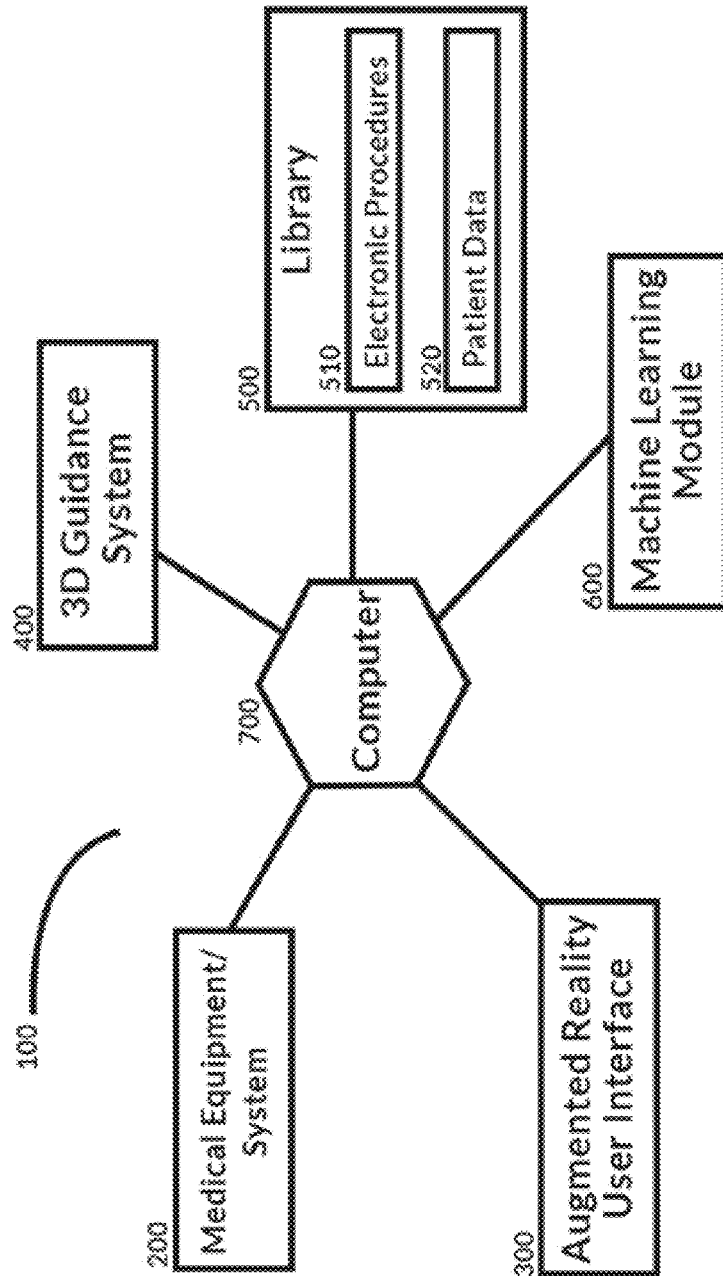 100
200
Medical Equipment/
System
300
Augmented Reality
User Interface
700
Computer
400
3D Guidance
System
500
Library
510
Electronic Procedures
520
Patient Data
600
Machine Learning
Module